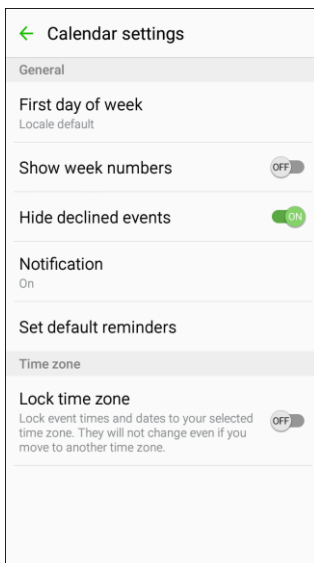 Calendar settings
General
First day of week
Locale default
Show week numbers
OFF
Hide declined events
ON
Notification
On
Set default reminders
Time zone
Lock time zone
Lock event times and dates to your selected
time zone. They will not change even if you
move to another time zone.
OFF